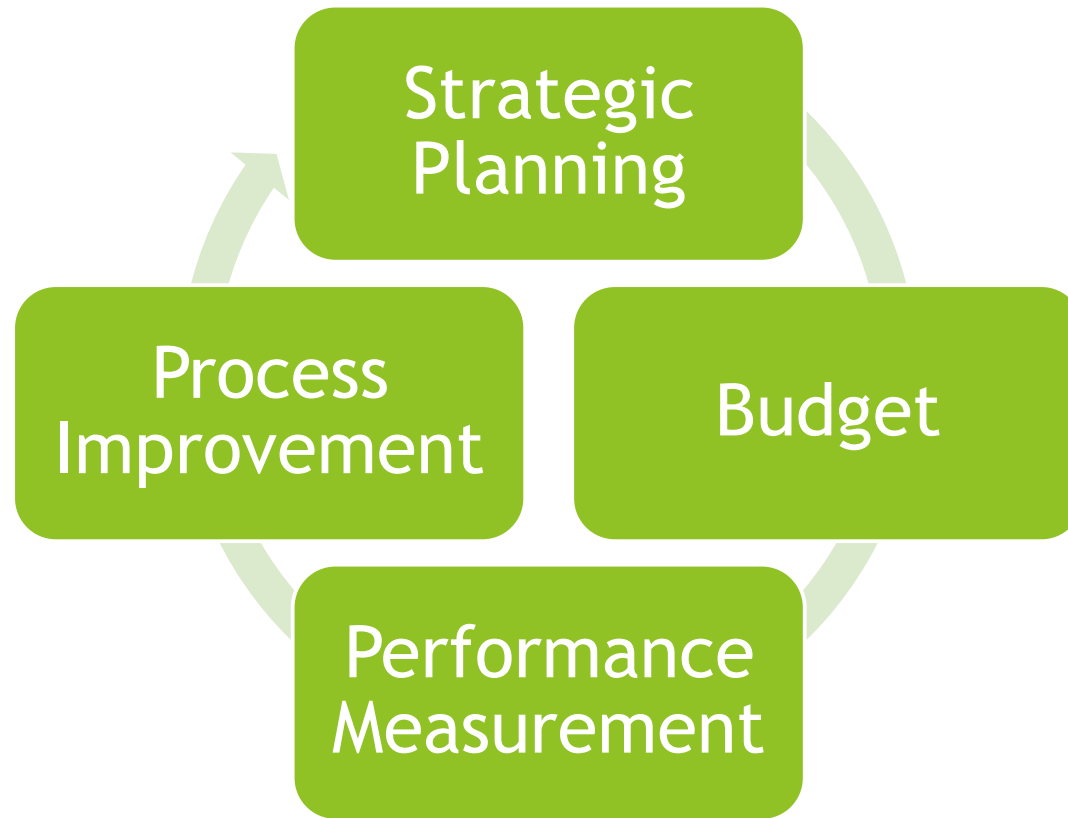 Strategic
Planning
Process
Improvement
Budget
Performance
Measurement